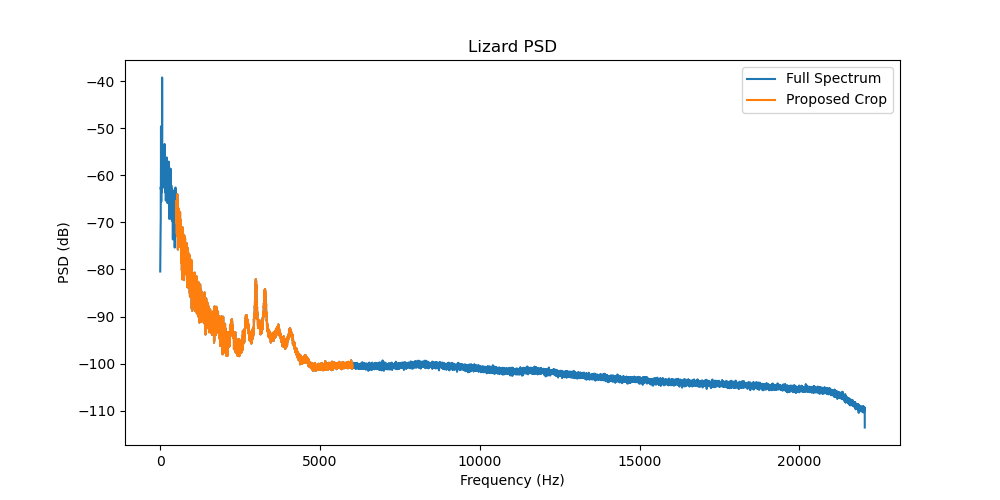 Lizard PSD
Full Spectrum
Proposed Crop
PSD (dB)
−40
−50
−60
−70
−80
−90
−100
−110
0
5000
10000
15000
20000
Frequency (Hz)